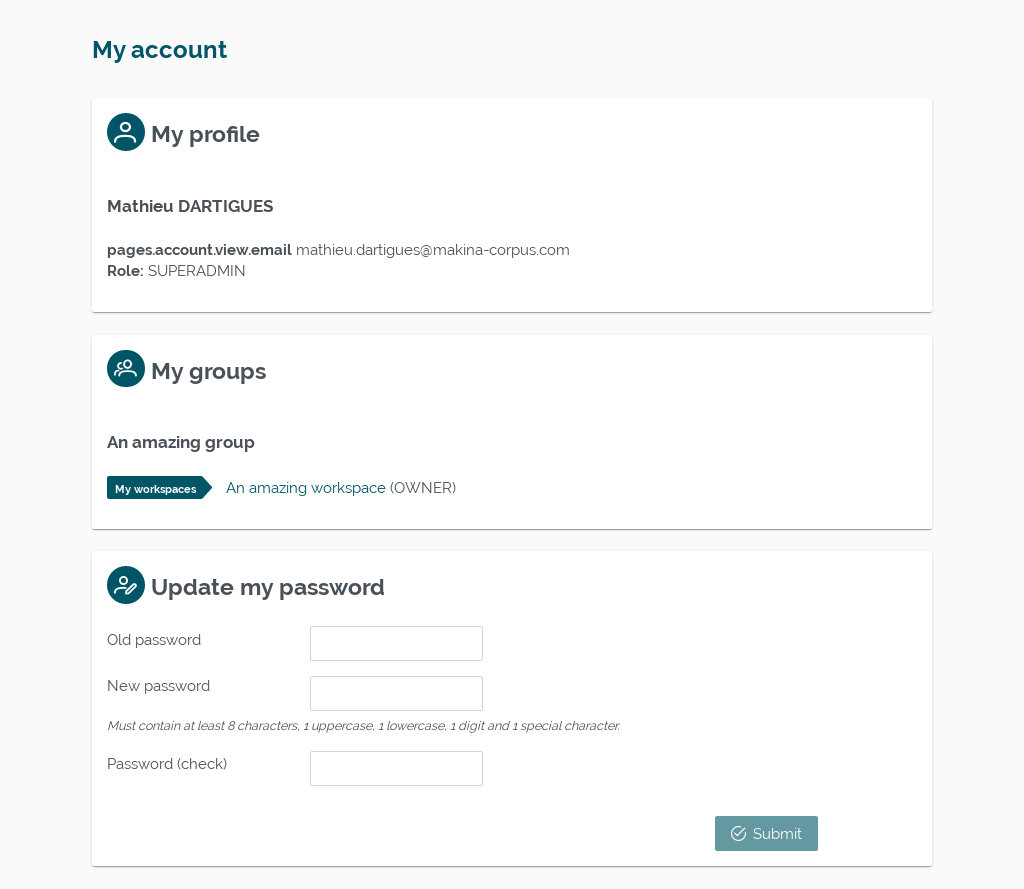 My account
My profile
Mathieu DARTIGUES
pages.account.view.email mathieu.dartigues@makina-corpus.com
Role: SUPERADMIN
My groups
An amazing group
My workspaces An amazing workspace (OWNER)
Update my password
Old password
New password
Must contain at least 8 characters, 1 uppercase, 1 lowercase, 1 digit and 1 special character.
Password (check)
Submit